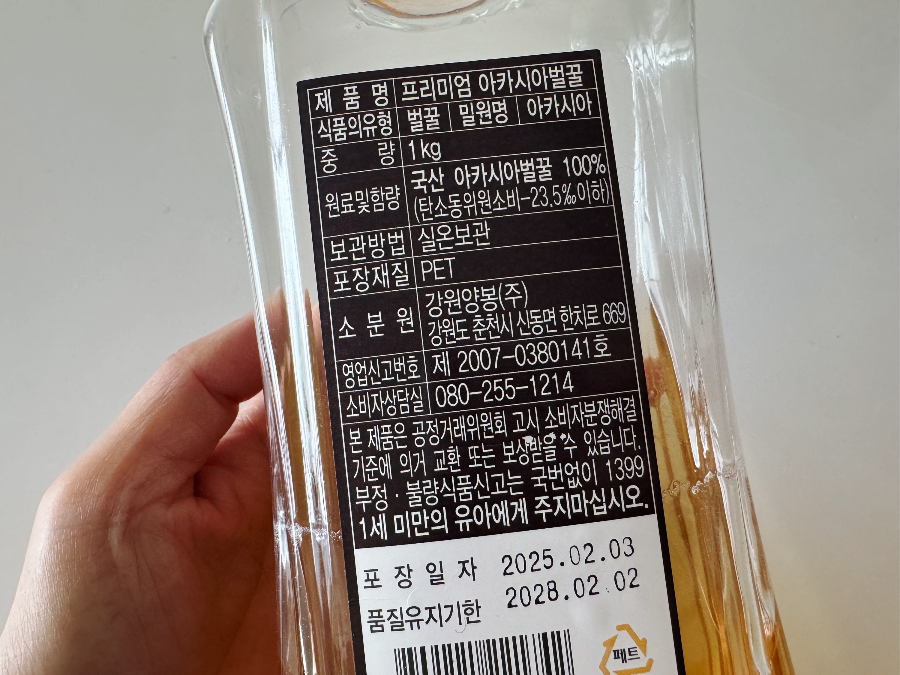 제 품 명 프리미엄 아카시아벌꿀
식품의유형 벌꿀 밀원명 아카시아
중 량 1kg
원료및함량 국산 아카시아벌꿀 100%
(탄소동위원소비-23.5‰이하)
보관방법 실온보관
포장재질 PET
소 분 원 강원양봉(주)
강원도 춘천시 신동면 한치로 669
영업신고번호 제 2007-0380141호
소비자상담실 080-255-1214
본 제품은 공정거래위원회 고시 소비자분쟁해결
기준에 의거 교환 또는 보상받을 수 있습니다.
부정·불량식품신고는 국번없이 1399
1세 미만의 유아에게 주지마십시오.
포 장 일 자 2025.02.03
품질유지기한 2028.02.02
페트